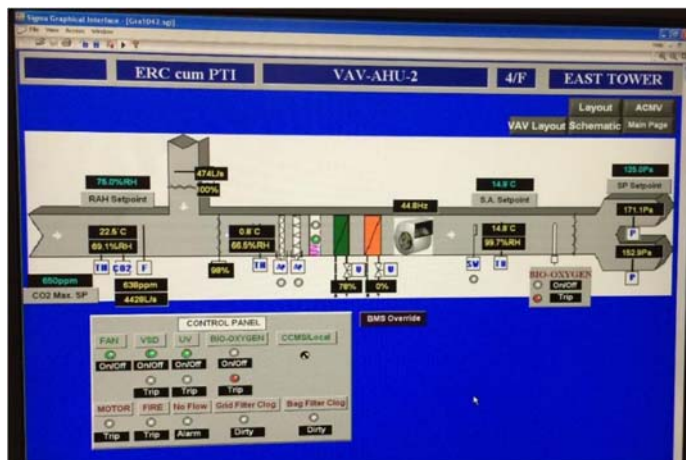 Sigma Graphical Interface - [Gra1043.sgi]
File View Access Window
ERC cum PTI
VAV-AHU-2
4/F
EAST TOWER
Layout
ACMV
VAV Layout
Schematic
Main Page
474L/s
100%
75.0%RH
RAH Setpoint
22.5°C
69.1%RH
TH
CO2
F
650ppm
CO2 Max. SP
638ppm
4428L/s
98%
0.8°C
66.5%RH
TH
44.8Hz
78%
0%
14.9°C
S.A. Setpoint
14.8°C
99.7%RH
SW
TH
125.0Pa
SP Setpoint
171.1Pa
P
152.9Pa
P
BIO-OXYGEN
On/Off
Trip
BMS Override
CONTROL PANEL
FAN
VSD
UV
BIO-OXYGEN
CCMS/Local
On/Off
On/Off
On/Off
On/Off
Trip
Trip
Trip
MOTOR
FIRE
No Flow
Grid Filter Clog
Bag Filter Clog
Trip
Trip
Alarm
Dirty
Dirty